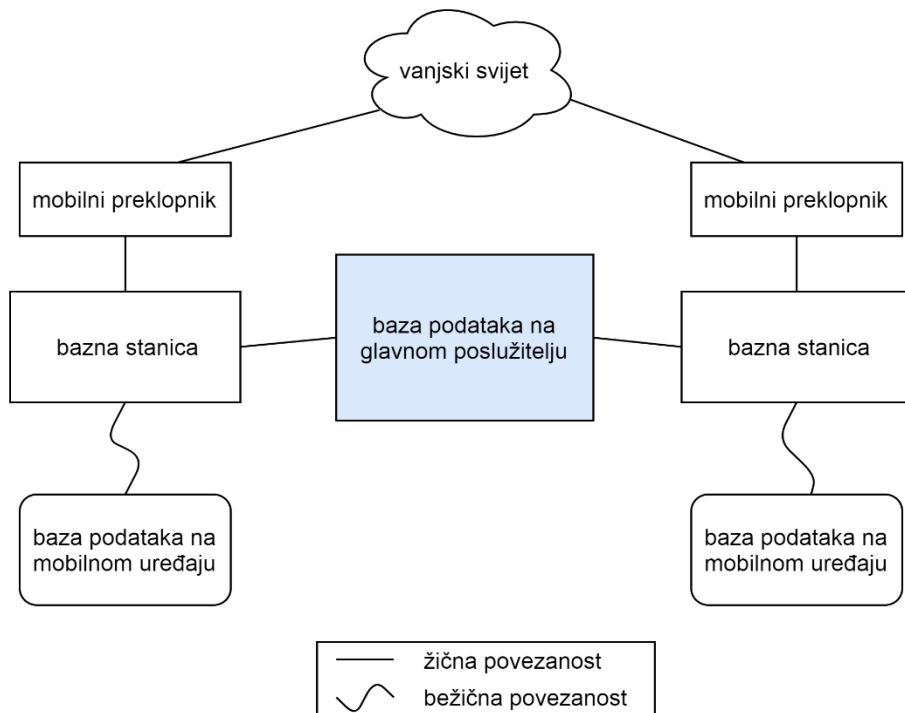 vanjski svijet
mobilni preklopnik
mobilni preklopnik
bazna stanica
baza podataka na
glavnom poslužitelju
bazna stanica
baza podataka na
mobilnom uređaju
baza podataka na
mobilnom uređaju
žična povezanost
bežična povezanost